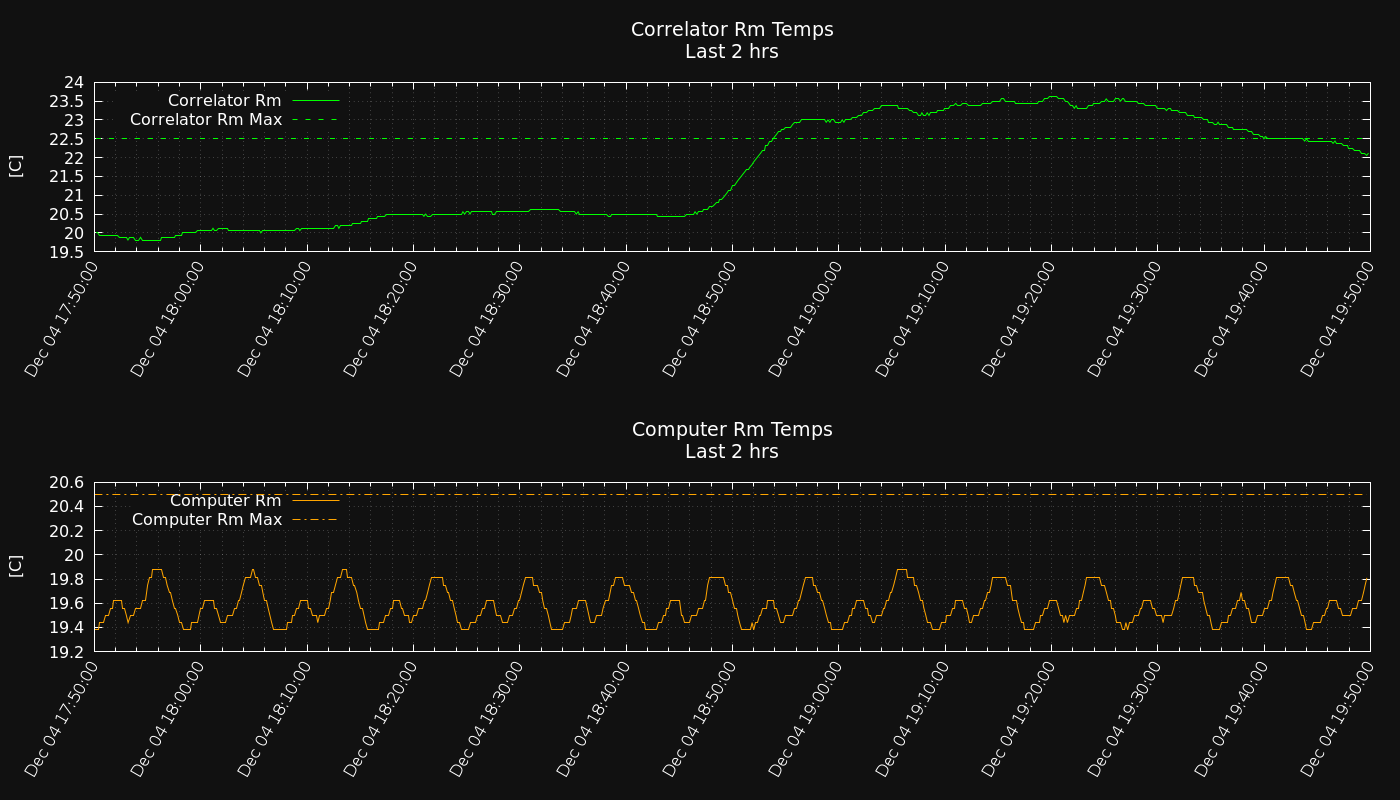 Correlator Rm Temps
Last 2 hrs
24
23.5
23
22.5
22
21.5
21
20.5
20
19.5
[C]
Correlator Rm
Correlator Rm Max
Dec 04 17:50:00
Dec 04 18:00:00
Dec 04 18:10:00
Dec 04 18:20:00
Dec 04 18:30:00
Dec 04 18:40:00
Dec 04 18:50:00
Dec 04 19:00:00
Dec 04 19:10:00
Dec 04 19:20:00
Dec 04 19:30:00
Dec 04 19:40:00
Dec 04 19:50:00
Computer Rm Temps
Last 2 hrs
20.6
20.4
20.2
20
19.8
19.6
19.4
19.2
[C]
Computer Rm
Computer Rm Max
Dec 04 17:50:00
Dec 04 18:00:00
Dec 04 18:10:00
Dec 04 18:20:00
Dec 04 18:30:00
Dec 04 18:40:00
Dec 04 18:50:00
Dec 04 19:00:00
Dec 04 19:10:00
Dec 04 19:20:00
Dec 04 19:30:00
Dec 04 19:40:00
Dec 04 19:50:00